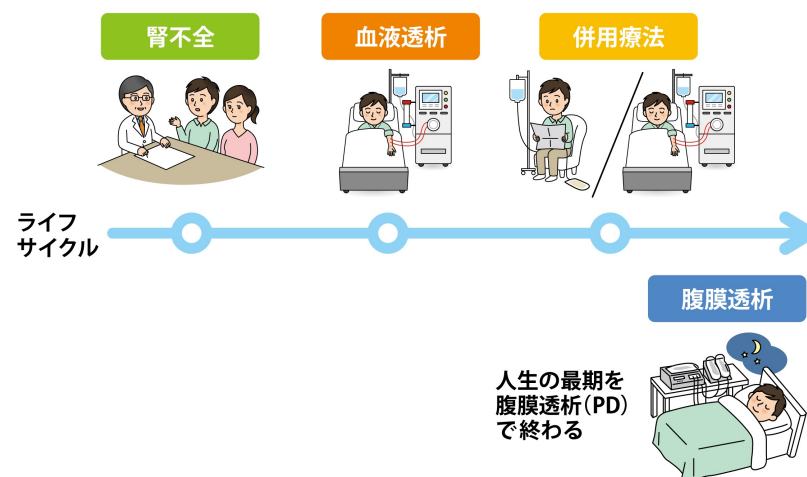 腎不全
血液透析
併用療法
ライフ
サイクル
腹膜透析
人生の最期を
腹膜透析(PD)
で終わる